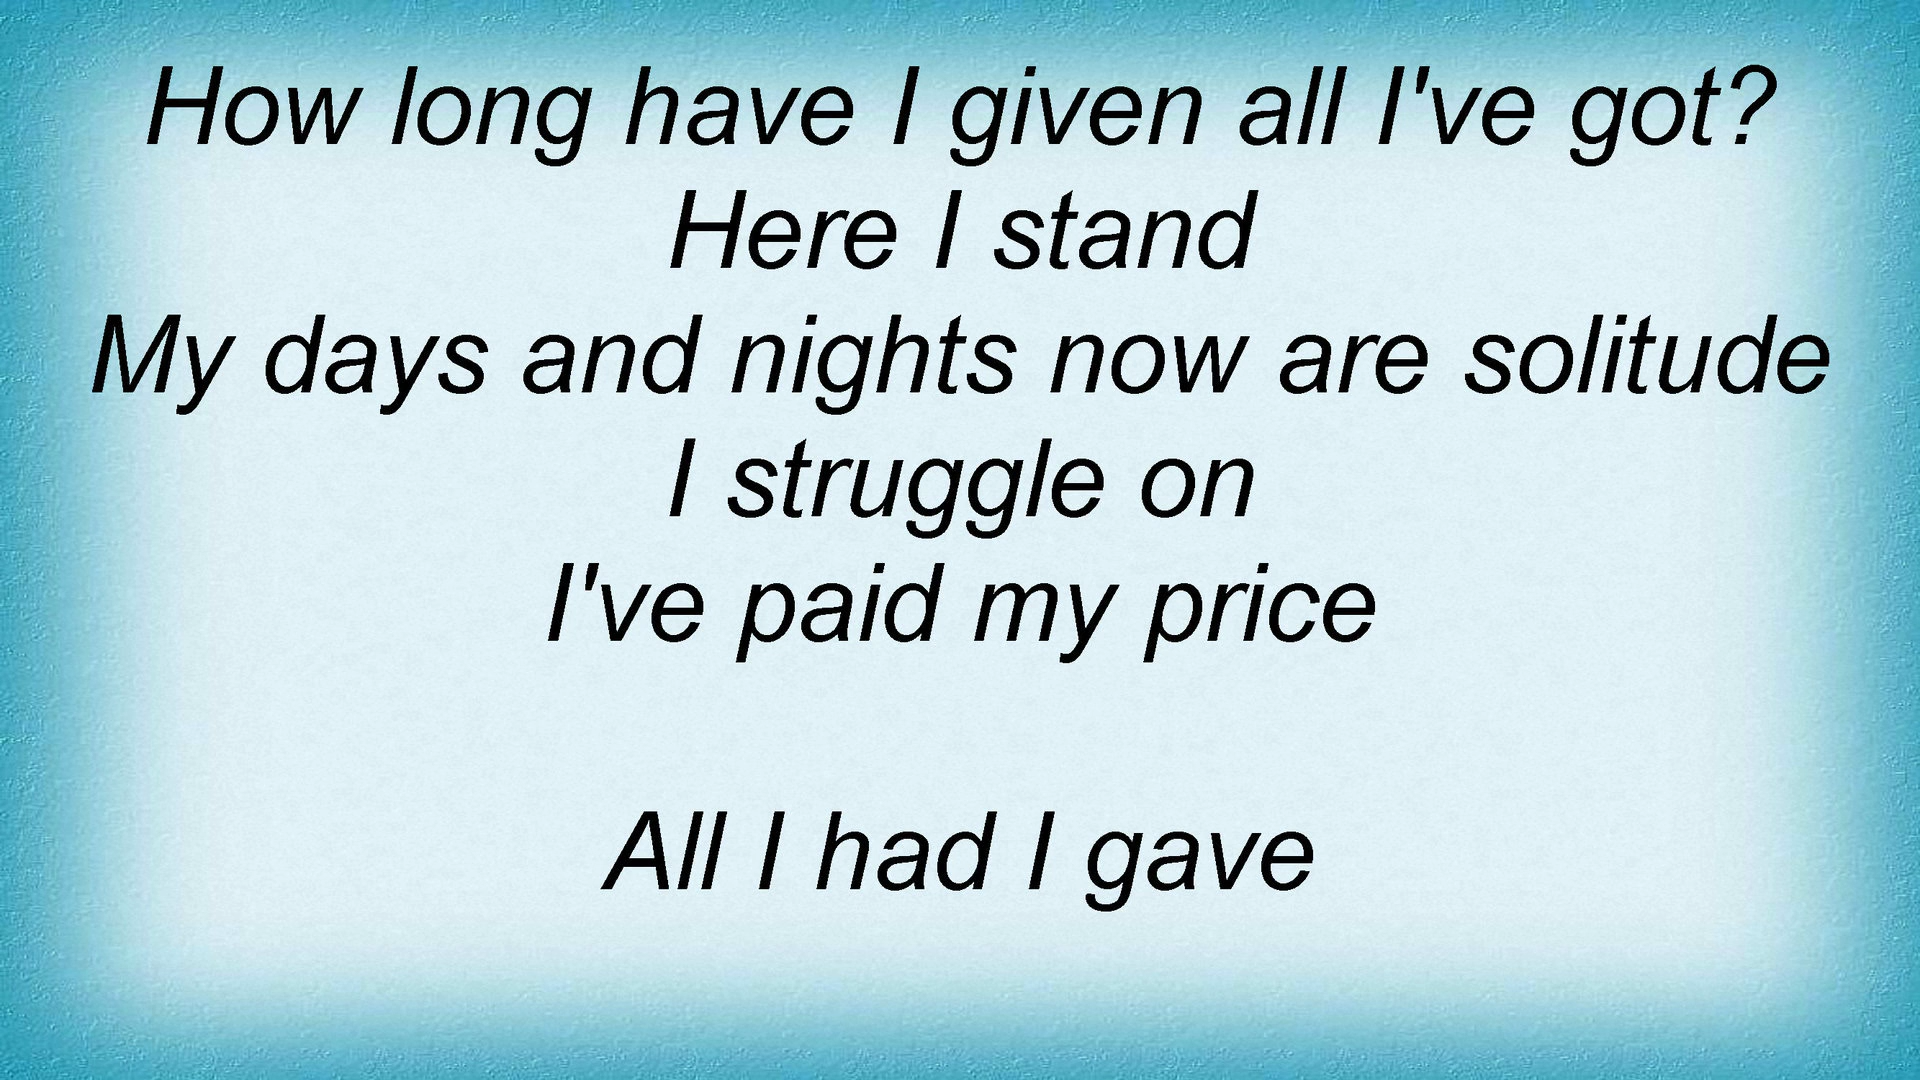 How long have I given all I've got?
Here I stand
My days and nights now are solitude
I struggle on
I've paid my price
All I had I gave